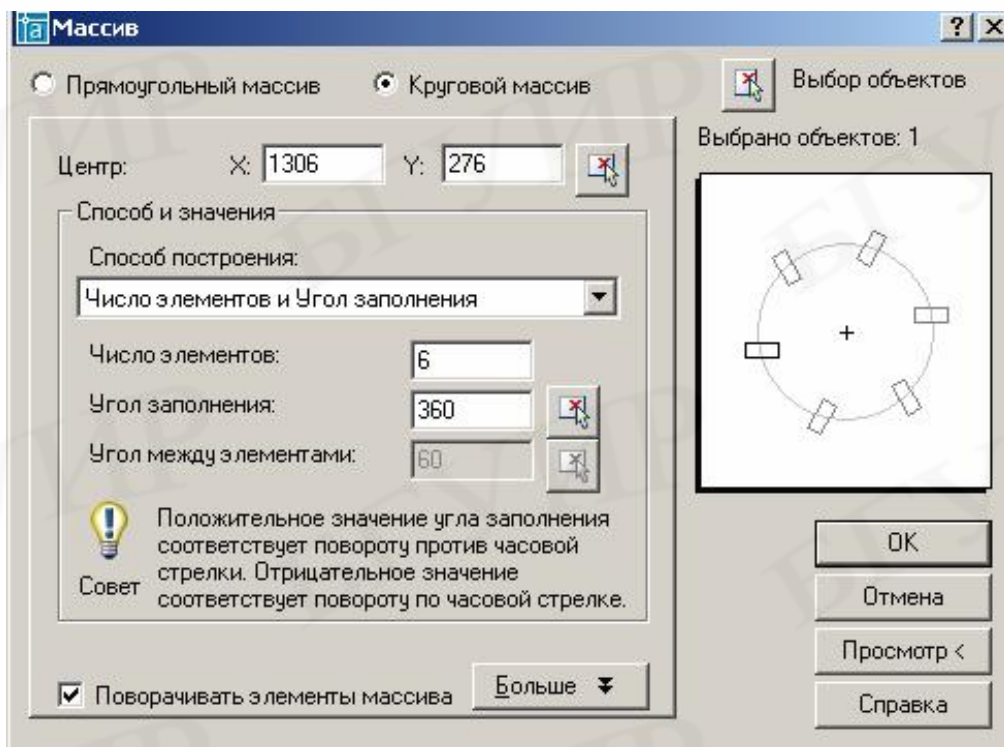 Массив
Прямоугольный массив Круговой массив Выбор объектов
Выбрано объектов: 1
Центр: X: 1306 Y: 276
Способ и значения
Способ построения:
Число элементов и Угол заполнения
Число элементов: 6
Угол заполнения: 360
Угол между элементами: 60
Положительное значение угла заполнения
соответствует повороту против часовой
стрелки. Отрицательное значение
соответствует повороту по часовой стрелке.
Совет
Поворачивать элементы массива
Больше
OK
Отмена
Просмотр <
Справка
БГУИР